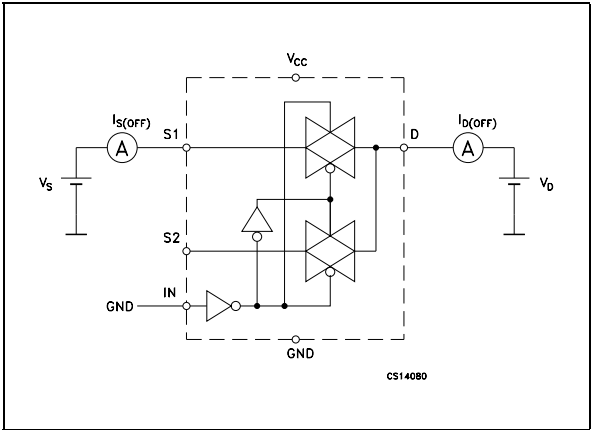 VCC
IS(OFF)
S1
D
ID(OFF)
A
A
VS
VD
S2
IN
GND
GND
CS14080